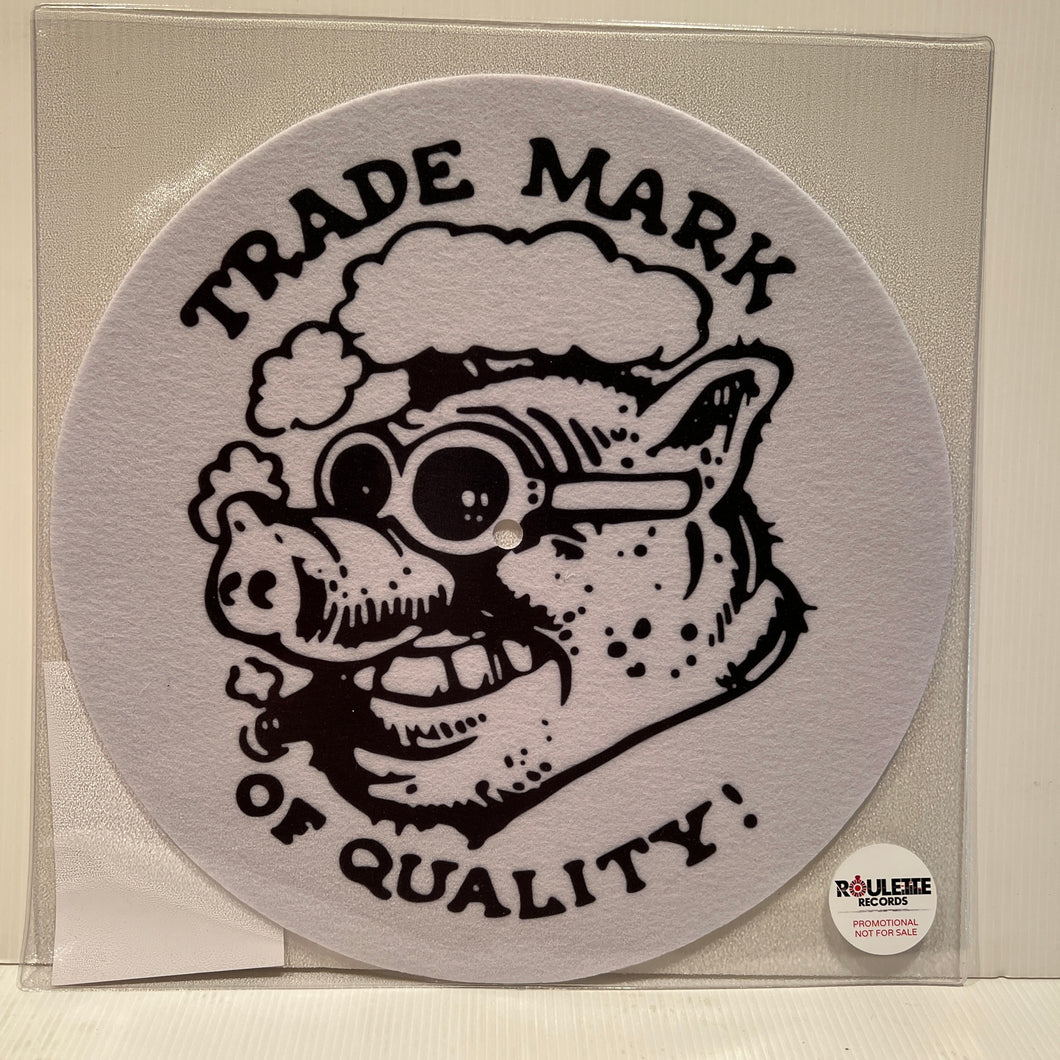 TRADE MARK
OF QUALITY!
ROULETTE
RECORDS
PROMOTIONAL
NOT FOR SALE